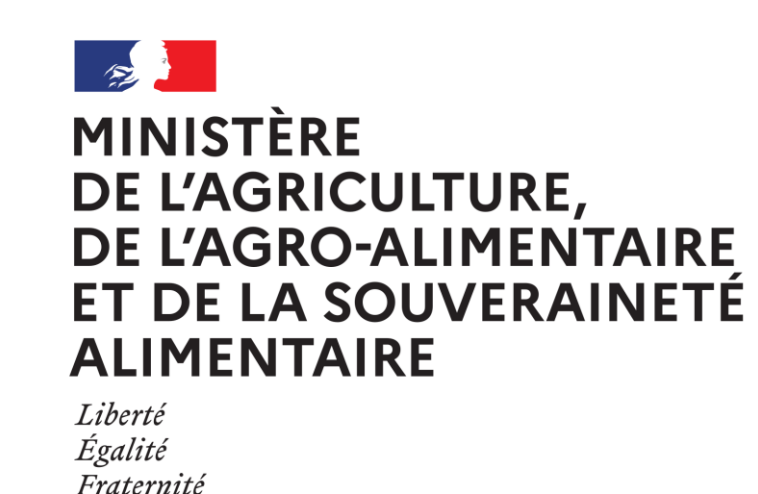 MINISTÈRE
DE L’AGRICULTURE,
DE L’AGRO-ALIMENTAIRE
ET DE LA SOUVERAINETÉ
ALIMENTAIRE
Liberté
Égalité
Fraternité